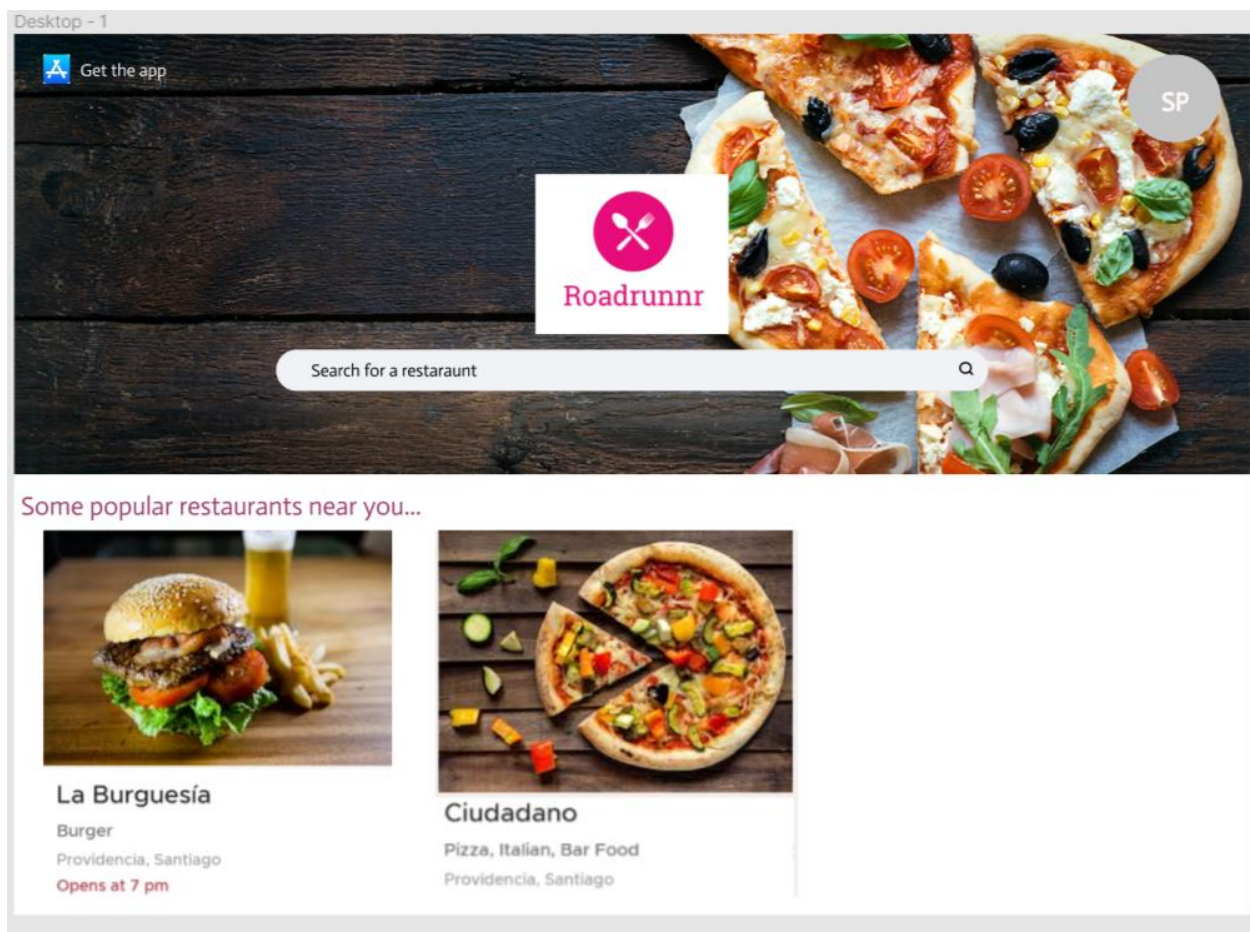 Desktop - 1
Get the app
SP
Roadrunnr
Search for a restaraunt
Some popular restaurants near you...
La Burguesía
Burger
Providencia, Santiago
Opens at 7 pm
Ciudadano
Pizza, Italian, Bar Food
Providencia, Santiago